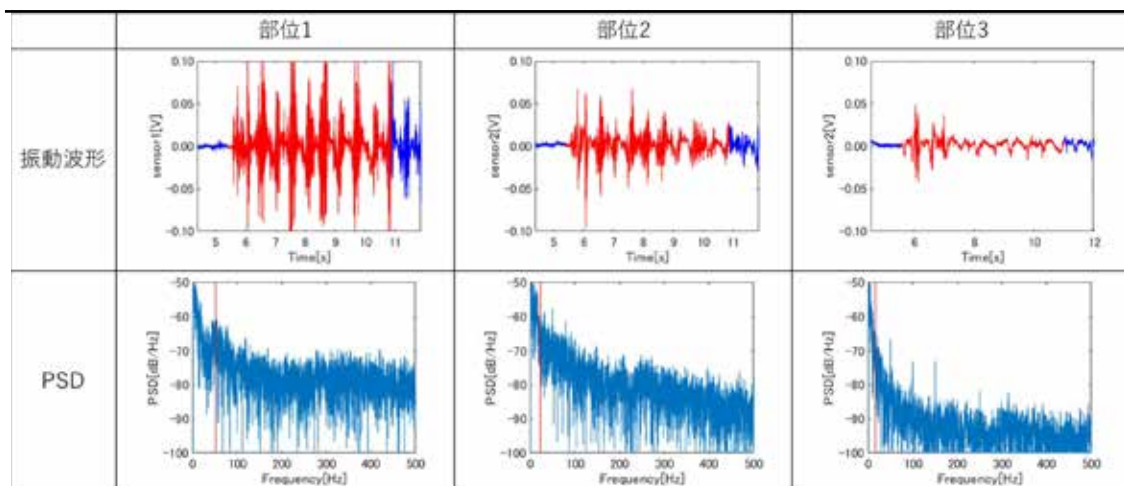 部位1 部位2 部位3
振動波形
0.10
0.05
0.00
-0.05
-0.10
sensor1[V]
5 6 7 8 9 10 11
Time[s]
0.10
0.05
0.00
-0.05
-0.10
sensor2[V]
5 6 7 8 9 10 11
Time[s]
0.10
0.05
0.00
-0.05
-0.10
sensor2[V]
6 8 10 12
Time[s]
PSD
-50
-60
-70
-80
-90
-100
PSD[dB/Hz]
0 100 200 300 400 500
Frequency[Hz]
-50
-60
-70
-80
-90
-100
PSD[dB/Hz]
0 100 200 300 400 500
Frequency[Hz]
-50
-60
-70
-80
-90
-100
PSD[dB/Hz]
0 100 200 300 400 500
Frequency[Hz]